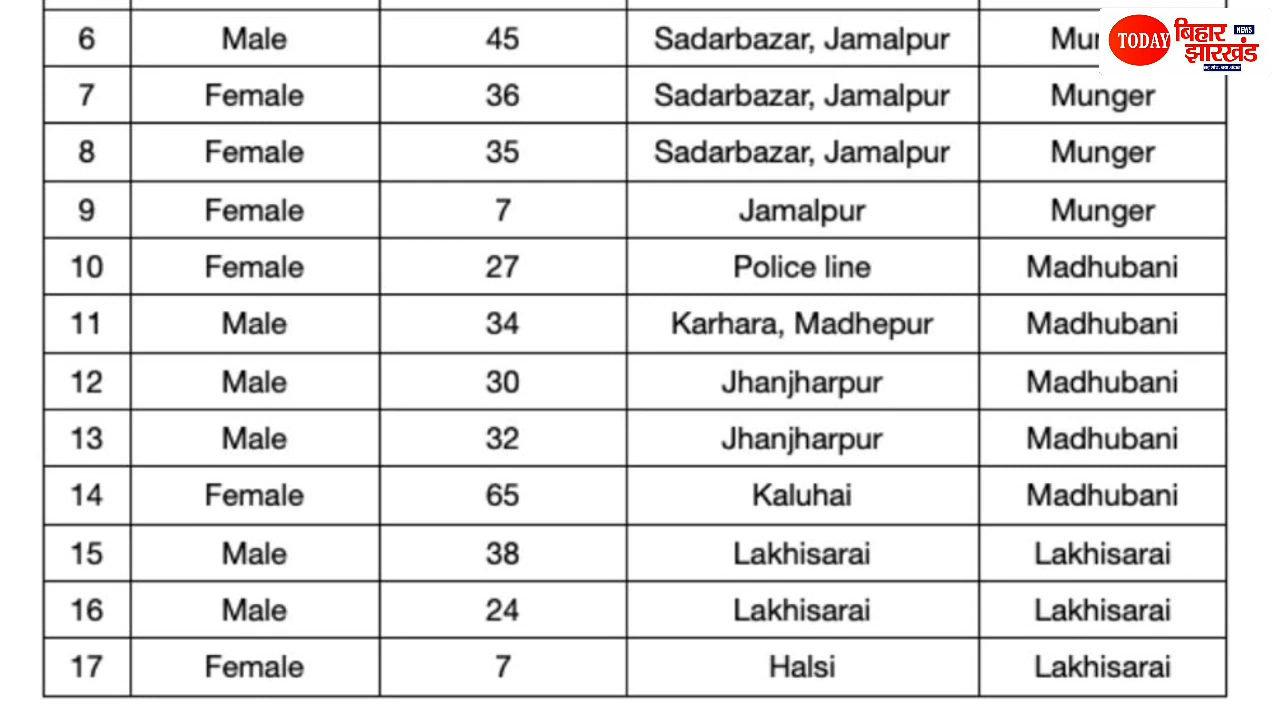 6 Male 45 Sadarbazar, Jamalpur
TODAY बिहार NEWS
झारखंड
7 Female 36 Sadarbazar, Jamalpur Munger
8 Female 35 Sadarbazar, Jamalpur Munger
9 Female 7 Jamalpur Munger
10 Female 27 Police line Madhubani
11 Male 34 Karhara, Madhepur Madhubani
12 Male 30 Jhanjharpur Madhubani
13 Male 32 Jhanjharpur Madhubani
14 Female 65 Kaluhai Madhubani
15 Male 38 Lakhisarai Lakhisarai
16 Male 24 Lakhisarai Lakhisarai
17 Female 7 Halsi Lakhisarai